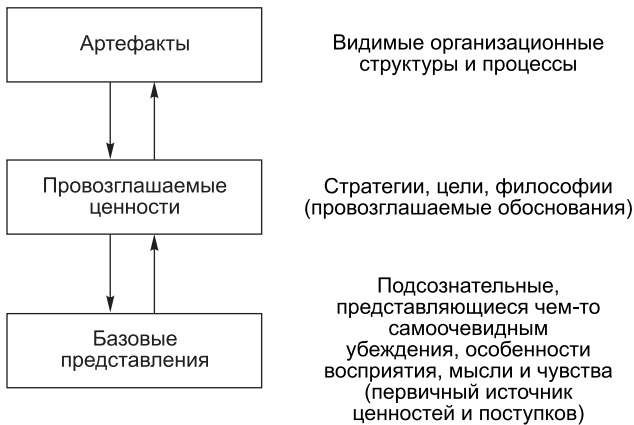 Артефакты
Видимые организационные
структуры и процессы
Провозглашаемые
ценности
Стратегии, цели, философии
(провозглашаемые обоснования)
Базовые
представления
Подсознательные,
представляющиеся чем-то
самоочевидным
убеждения, особенности
восприятия, мысли и чувства
(первичный источник
ценностей и поступков)